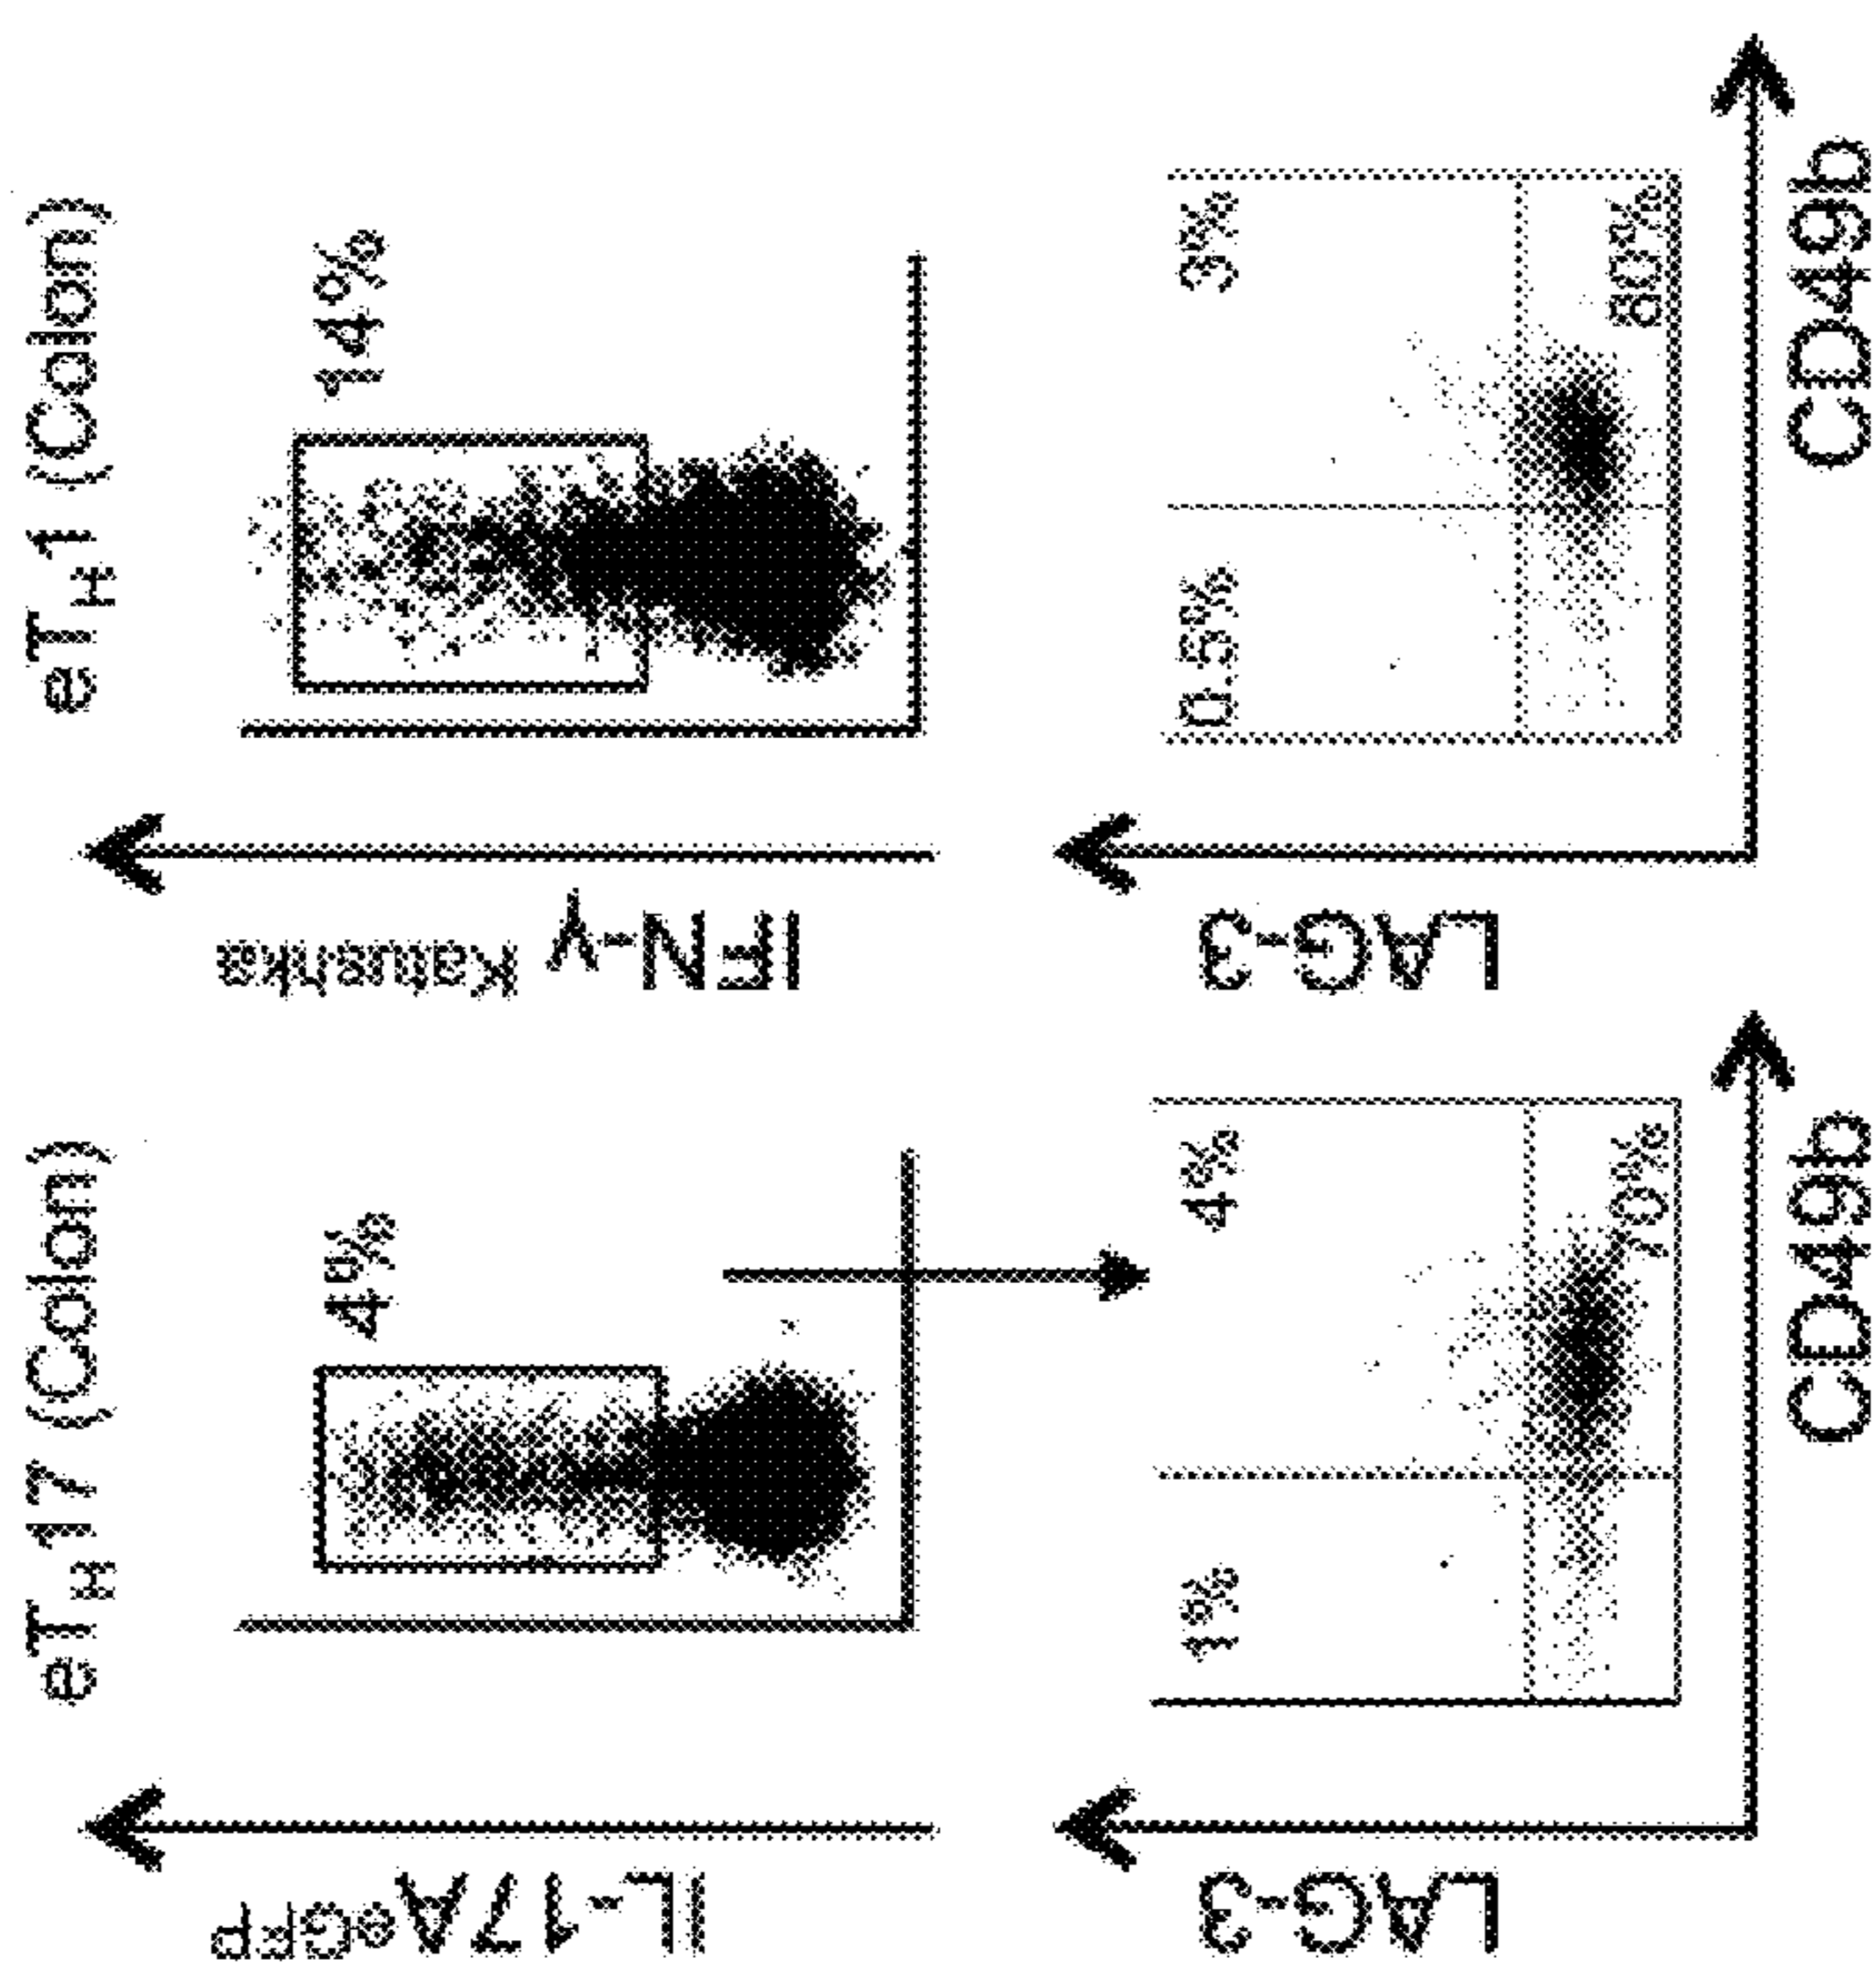 eTH17 (Colon)
IL-17AeGFP
4%
LAG-3
1%
4%
70%
CD49b
eTH1 (Colon)
IFN-γ Katushka
14%
LAG-3
0.5%
3%
80%
CD49b